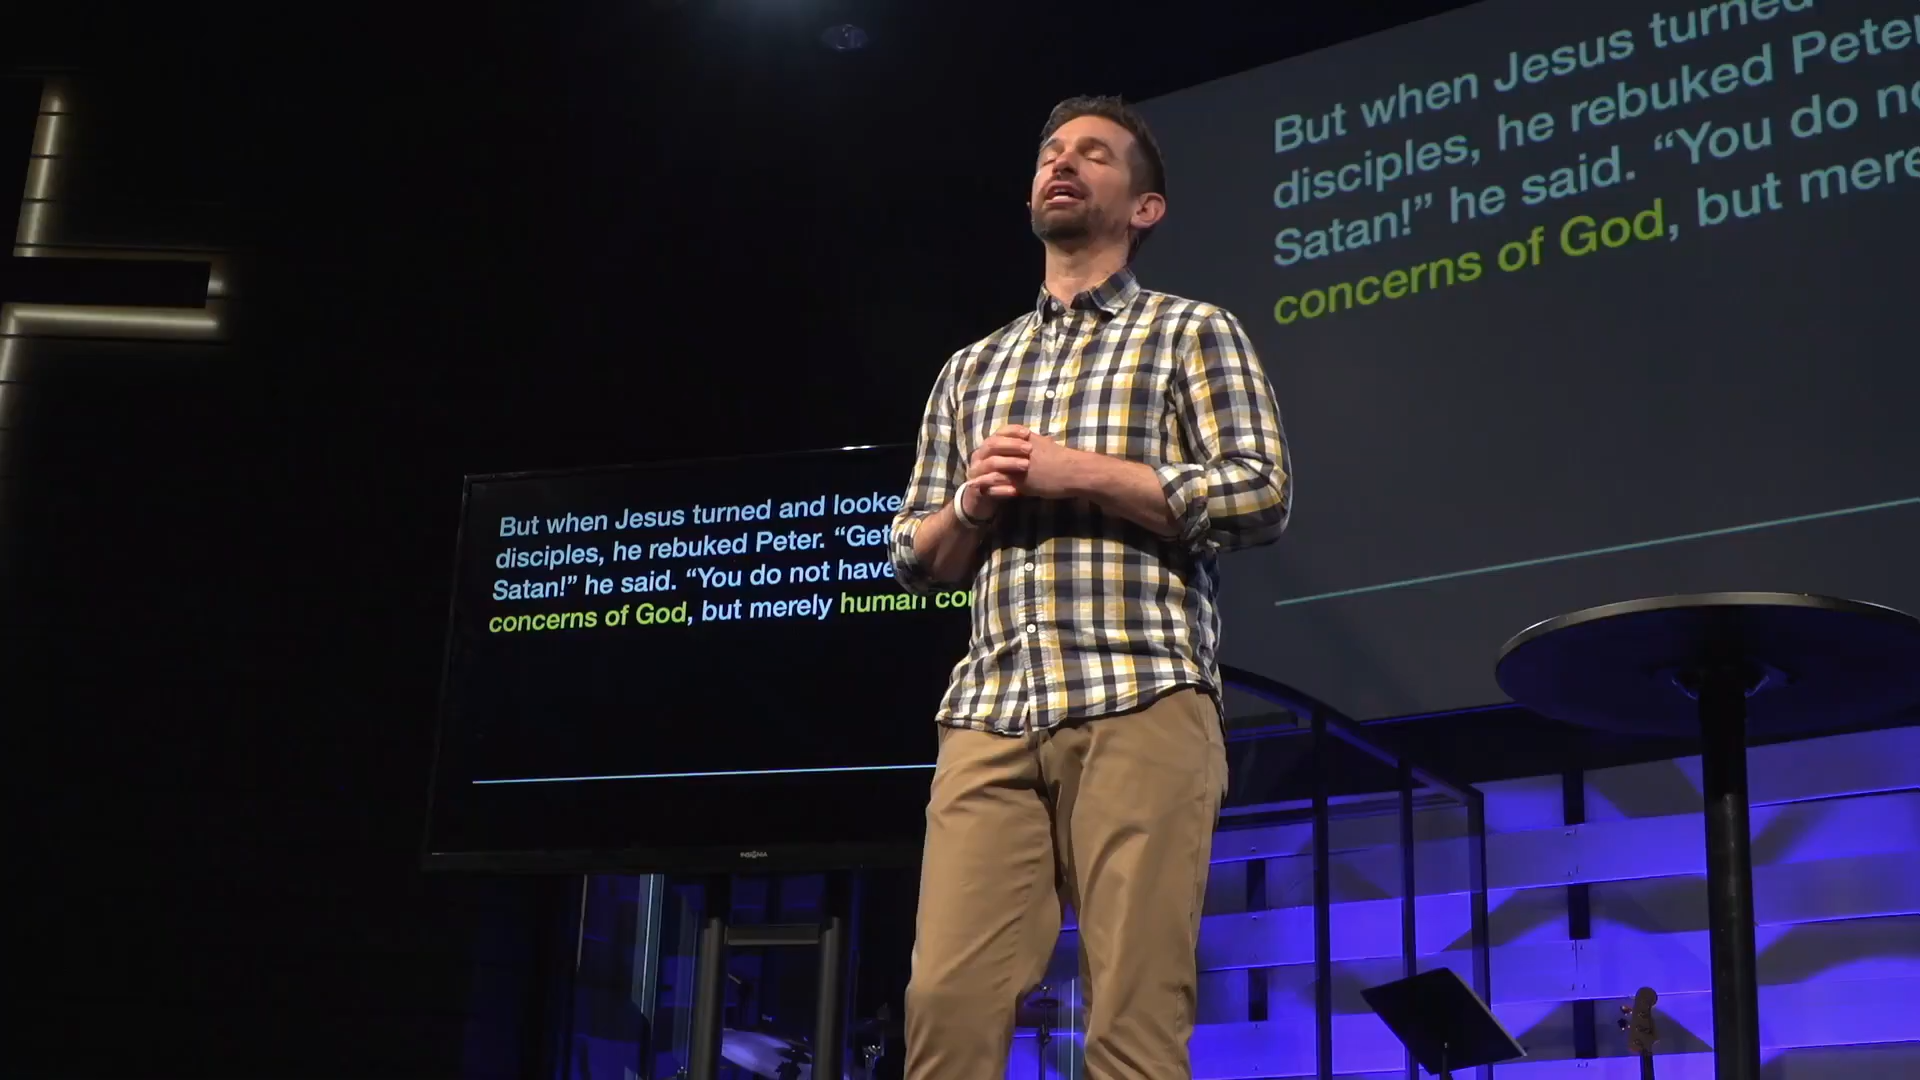 But when Jesus turned
disciples, he rebuked Peter
Satan!” he said. “You do no
concerns of God, but mere
But when Jesus turned and looke
disciples, he rebuked Peter. “Get
Satan!” he said. “You do not have
concerns of God, but merely human co
INSIGNIA